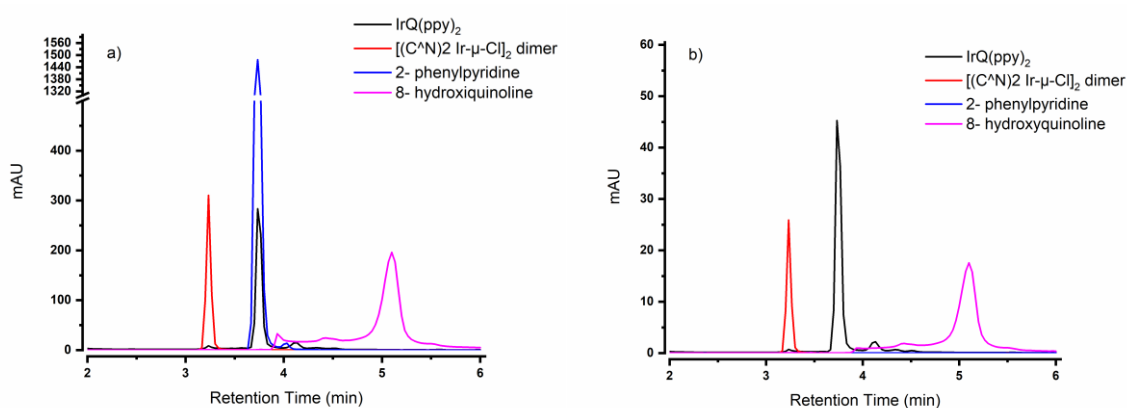 a)
IrQ(ppy)₂
[(C^N)2 Ir-μ-Cl]₂ dimer
2- phenylpyridine
8- hydroxiquinoline
1560
1500
1440
1380
1320
400
300
200
100
0
mAU
2 3 4 5 6
Retention Time (min)
b)
IrQ(ppy)₂
[(C^N)2 Ir-μ-Cl]₂ dimer
2- phenylpyridine
8- hydroxyquinoline
60
50
40
30
20
10
0
mAU
2 3 4 5 6
Retention Time (min)